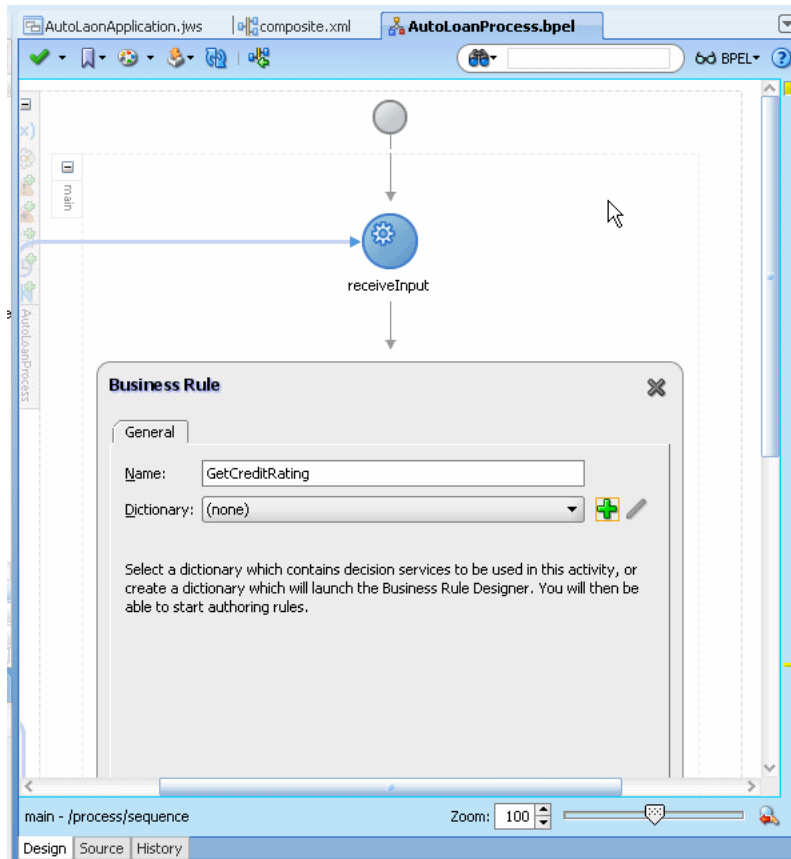 AutoLaonApplication.jws composite.xml AutoLoanProcess.bpel
BPEL
main
receiveInput
AutoLoanProcess
Business Rule
General
Name: GetCreditRating
Dictionary: (none)
Select a dictionary which contains decision services to be used in this activity, or
create a dictionary which will launch the Business Rule Designer. You will then be
able to start authoring rules.
main - /process/sequence Zoom: 100
Design Source History